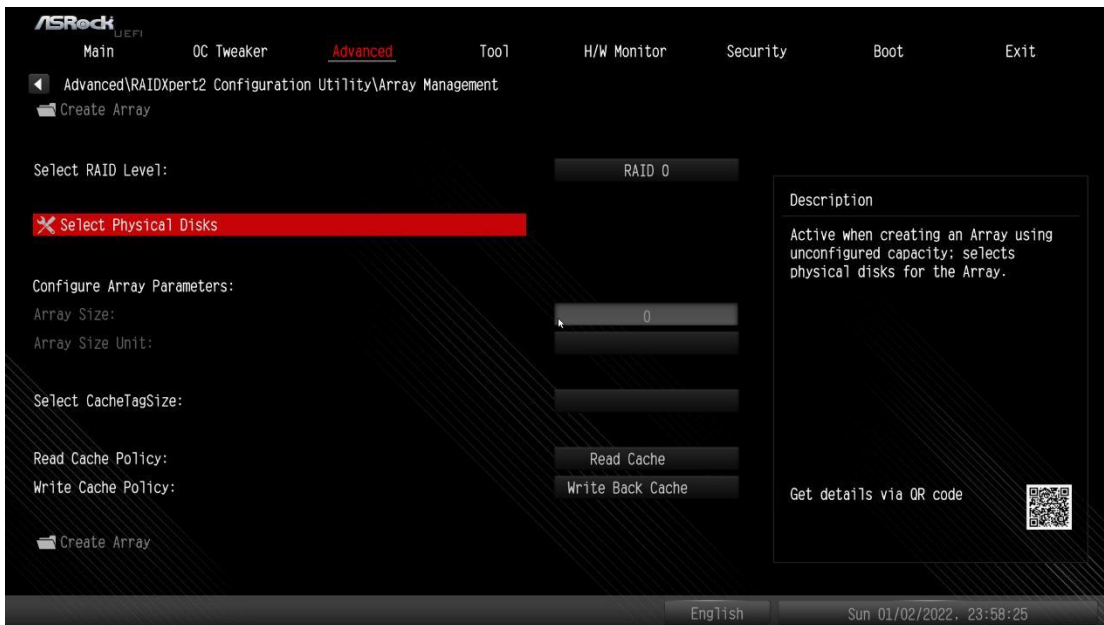 ASRock UEFI
Main OC Tweaker Advanced Tool H/W Monitor Security Boot Exit
Advanced\RAIDXpert2 Configuration Utility\Array Management
Create Array
Select RAID Level: RAID 0
Select Physical Disks
Configure Array Parameters:
Array Size: 0
Array Size Unit:
Select CacheTagSize:
Read Cache Policy: Read Cache
Write Cache Policy: Write Back Cache
Create Array
Description
Active when creating an Array using
unconfigured capacity; selects
physical disks for the Array.
Get details via QR code
English Sun 01/02/2022, 23:58:25